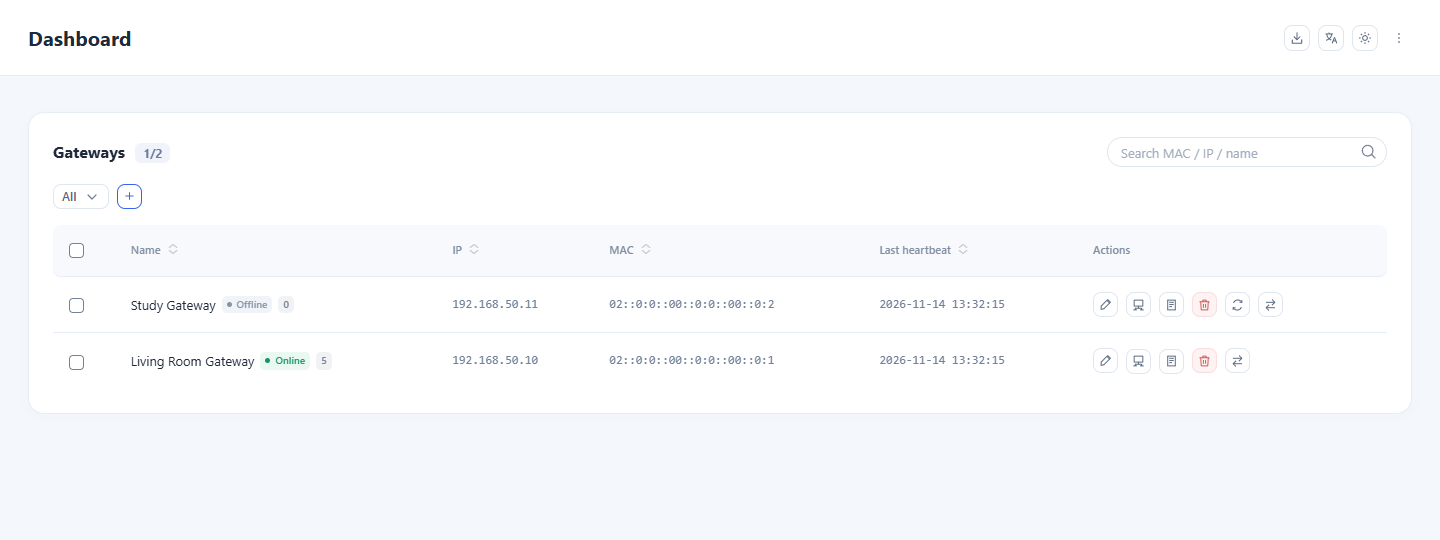 Dashboard
Gateways 1/2
Search MAC / IP / name
All
Name IP MAC Last heartbeat Actions
Study Gateway Offline 0 192.168.50.11 02::0:0::00::0:0::00::0:2 2026-11-14 13:32:15
Living Room Gateway Online 5 192.168.50.10 02::0:0::00::0:0::00::0:1 2026-11-14 13:32:15